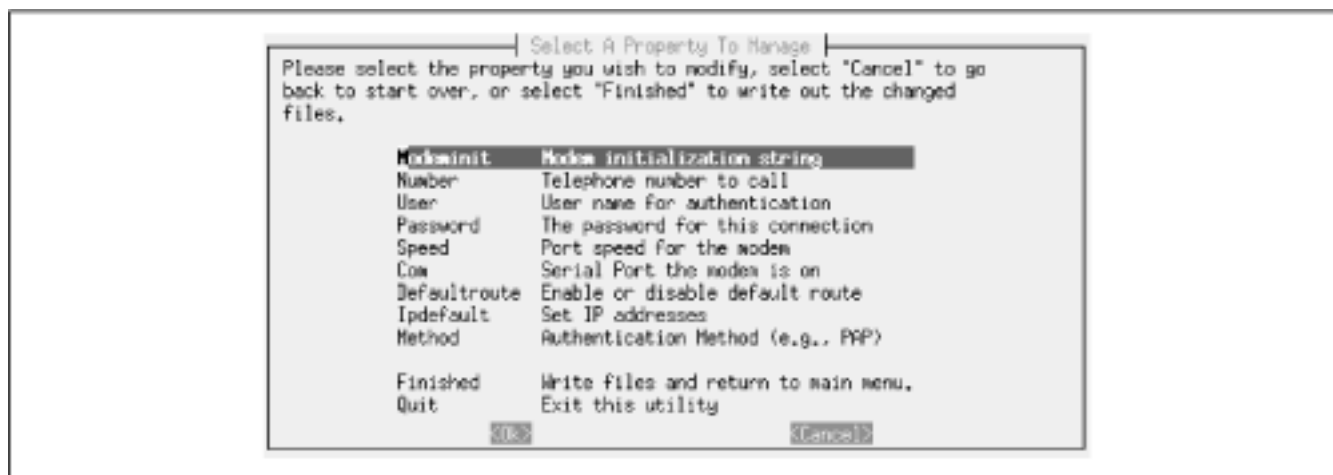 Select A Property To Manage
Please select the property you wish to modify, select "Cancel" to go
back to start over, or select "Finished" to write out the changed
files.
Modeminit Modem initialization string
Number Telephone number to call
User User name for authentication
Password The password for this connection
Speed Port speed for the modem
Com Serial Port the modem is on
Defaultroute Enable or disable default route
Ipdefault Set IP addresses
Method Authentication Method (e.g., PAP)
Finished Write files and return to main menu.
Quit Exit this utility
<Ok> <Cancel>